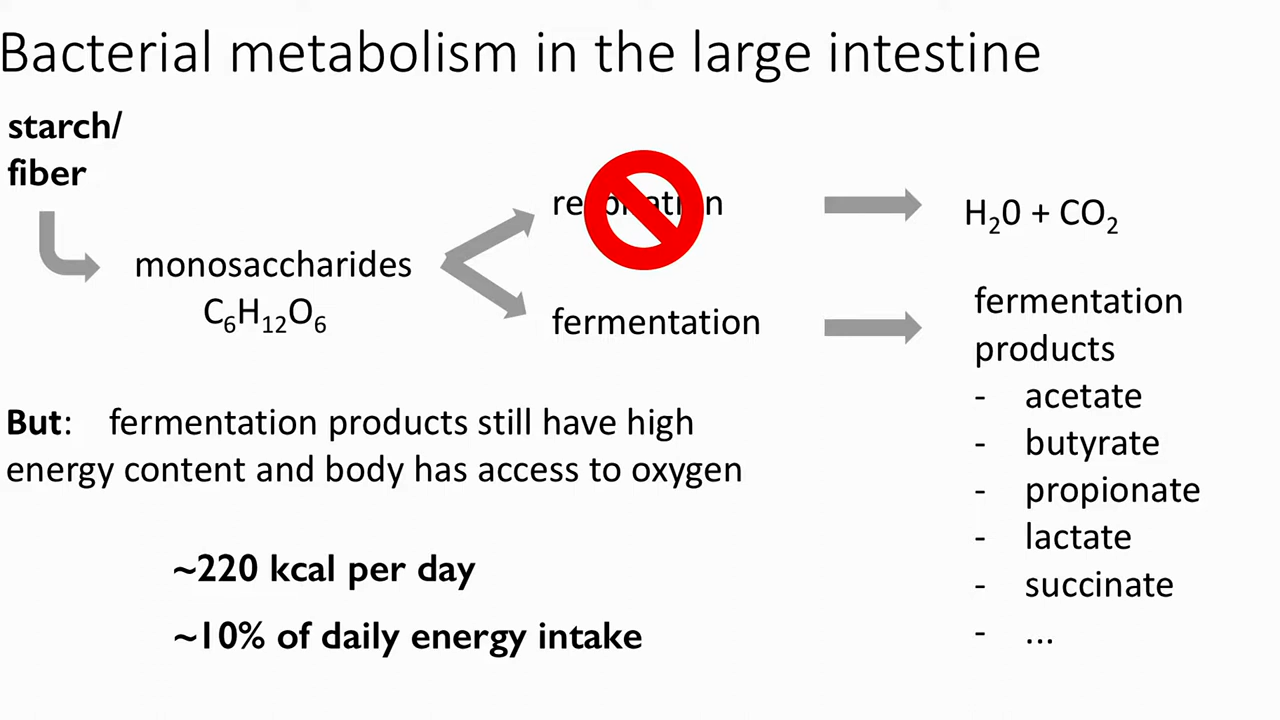 Bacterial metabolism in the large intestine
starch/
fiber
monosaccharides
C₆H₁₂O₆
respiration
fermentation
H₂0 + CO₂
fermentation
products
- acetate
- butyrate
- propionate
- lactate
- succinate
- ...
But: fermentation products still have high
energy content and body has access to oxygen
~220 kcal per day
~10% of daily energy intake